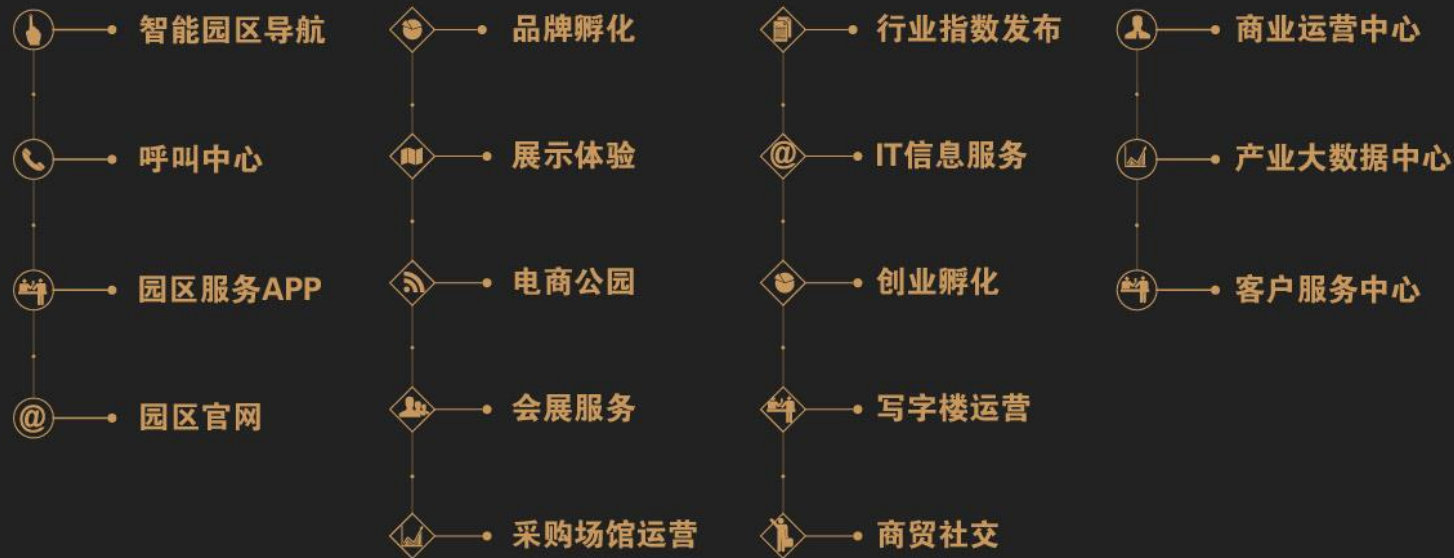 智能园区导航
呼叫中心
园区服务APP
园区官网
品牌孵化
展示体验
电商公园
会展服务
采购场馆运营
行业指数发布
IT信息服务
创业孵化
写字楼运营
商贸社交
商业运营中心
产业大数据中心
客户服务中心